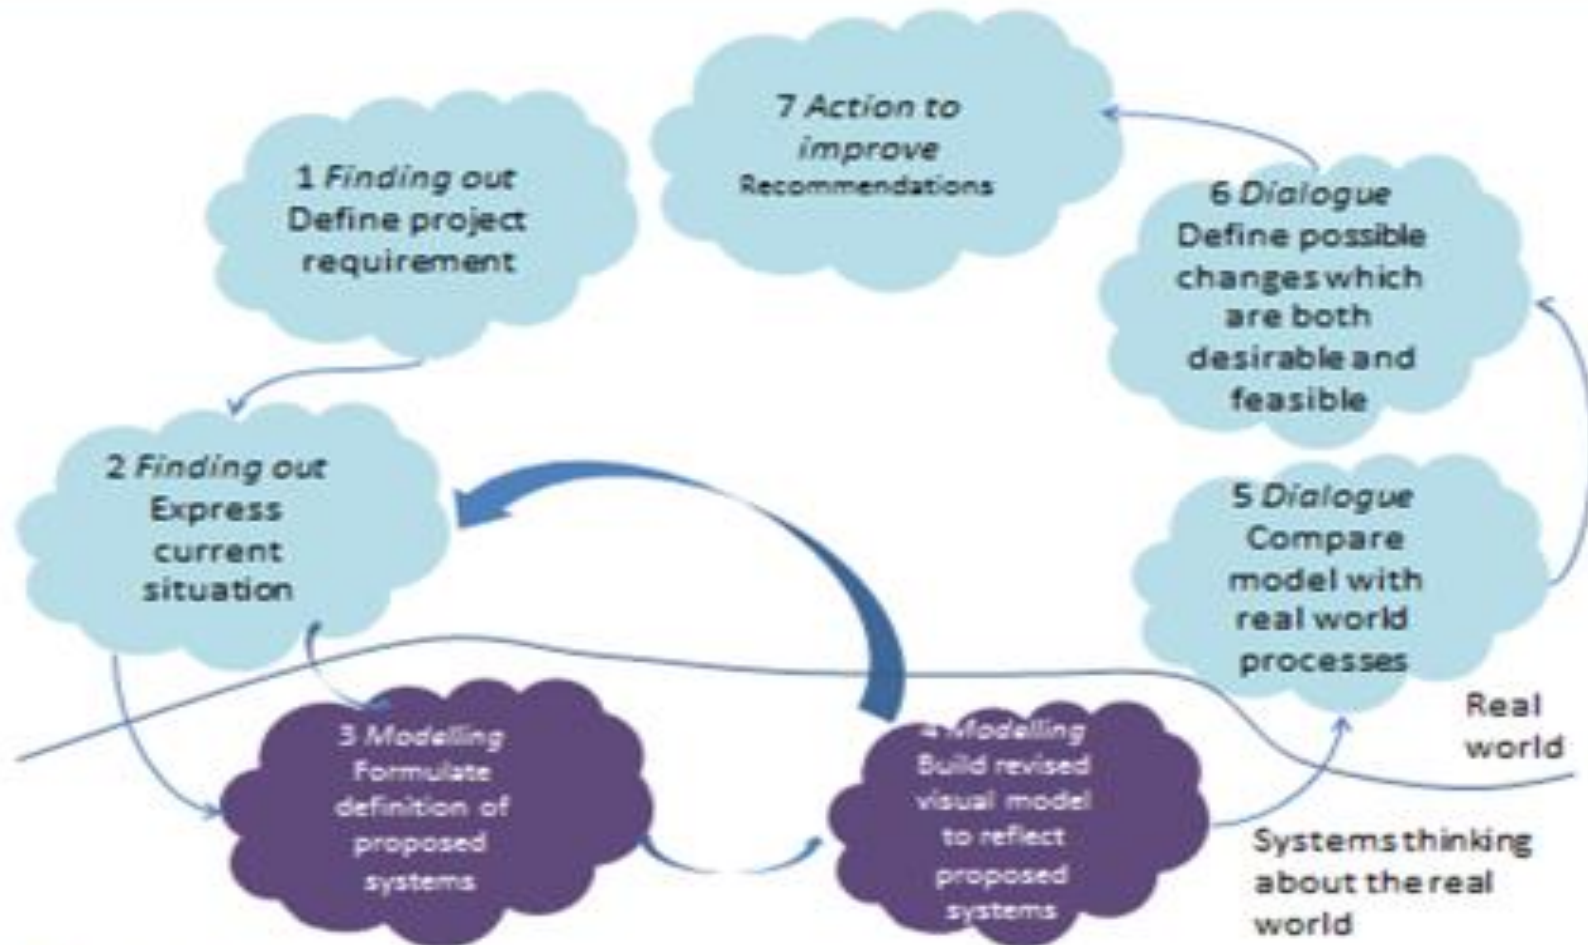 1 Finding out
Define project
requirement
2 Finding out
Express
current
situation
3 Modelling
Formulate
definition of
proposed
systems
4 Modelling
Build revised
visual model
to reflect
proposed
systems
5 Dialogue
Compare
model with
real world
processes
6 Dialogue
Define possible
changes which
are both
desirable and
feasible
7 Action to
improve
Recommendations
Real
world
Systems thinking
about the real
world